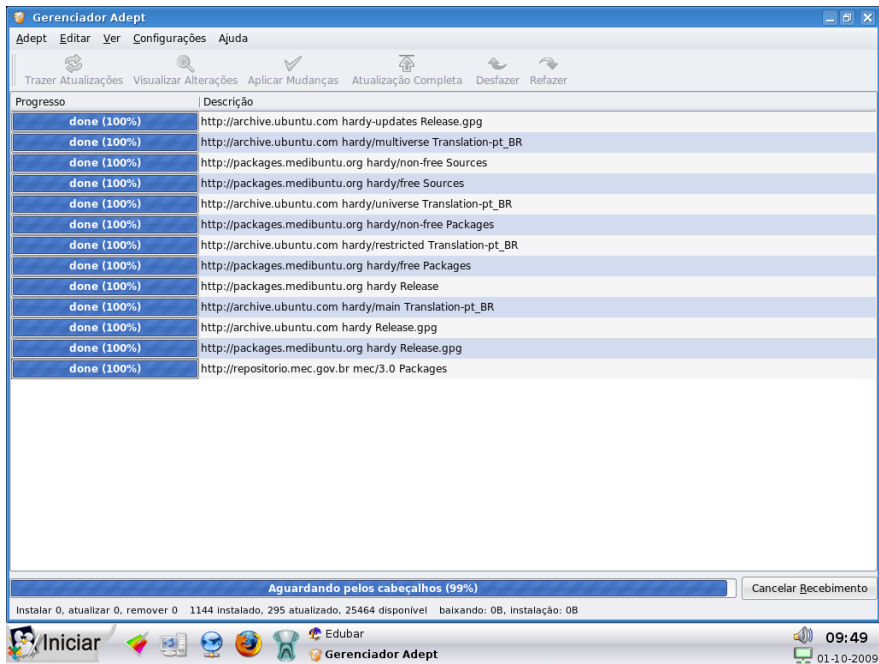 Gerenciador Adept
Adept Editar Ver Configurações Ajuda
Trazer Atualizações Visualizar Alterações Aplicar Mudanças Atualização Completa Desfazer Refazer
Progresso Descrição
done (100%) http://archive.ubuntu.com hardy-updates Release.gpg
done (100%) http://archive.ubuntu.com hardy/multiverse Translation-pt_BR
done (100%) http://packages.medibuntu.org hardy/non-free Sources
done (100%) http://packages.medibuntu.org hardy/free Sources
done (100%) http://archive.ubuntu.com hardy/universe Translation-pt_BR
done (100%) http://packages.medibuntu.org hardy/non-free Packages
done (100%) http://archive.ubuntu.com hardy/restricted Translation-pt_BR
done (100%) http://packages.medibuntu.org hardy/free Packages
done (100%) http://packages.medibuntu.org hardy Release
done (100%) http://archive.ubuntu.com hardy/main Translation-pt_BR
done (100%) http://archive.ubuntu.com hardy Release.gpg
done (100%) http://packages.medibuntu.org hardy Release.gpg
done (100%) http://repositorio.mec.gov.br mec/3.0 Packages
Aguardando pelos cabeçalhos (99%) Cancelar Recebimento
Instalar 0, atualizar 0, remover 0 1144 instalado, 295 atualizado, 25464 disponível baixando: 0B, instalação: 0B
Iniciar Edubar 09:49
Gerenciador Adept 01-10-2009